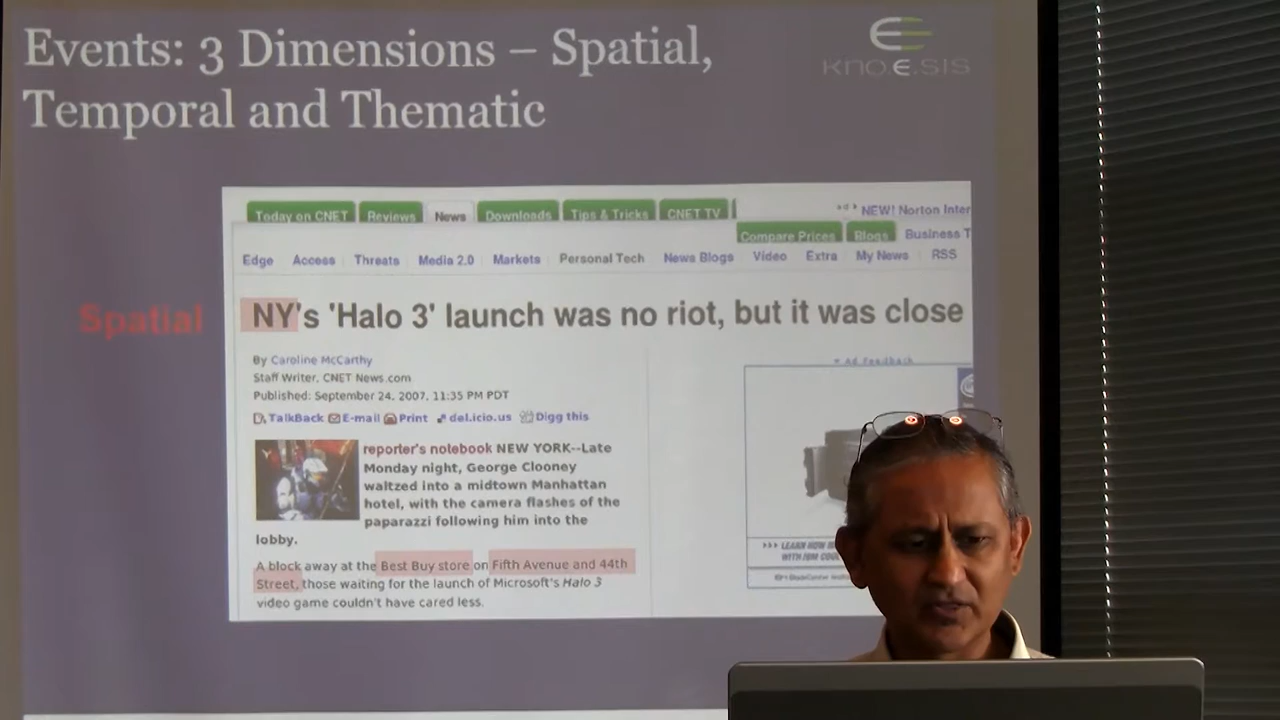 Events: 3 Dimensions – Spatial,
Temporal and Thematic
kno.e.sis
Today on CNET Reviews News Downloads Tips & Tricks CNET TV
NEW! Norton Inter
Compare Prices Blogs Business T
Edge Access Threats Media 2.0 Markets Personal Tech News Blogs Video Extra My News RSS
Spatial
NY's 'Halo 3' launch was no riot, but it was close
By Caroline McCarthy
Staff Writer, CNET News.com
Published: September 24, 2007, 11:35 PM PDT
TalkBack E-mail Print del.icio.us Digg this
Ad Feedback
reporter's notebook NEW YORK--Late
Monday night, George Clooney
waltzed into a midtown Manhattan
hotel, with the camera flashes of the
paparazzi following him into the
lobby.
A block away at the Best Buy store on Fifth Avenue and 44th
Street, those waiting for the launch of Microsoft's Halo 3
video game couldn't have cared less.
LEARN HOW
WITH IBM